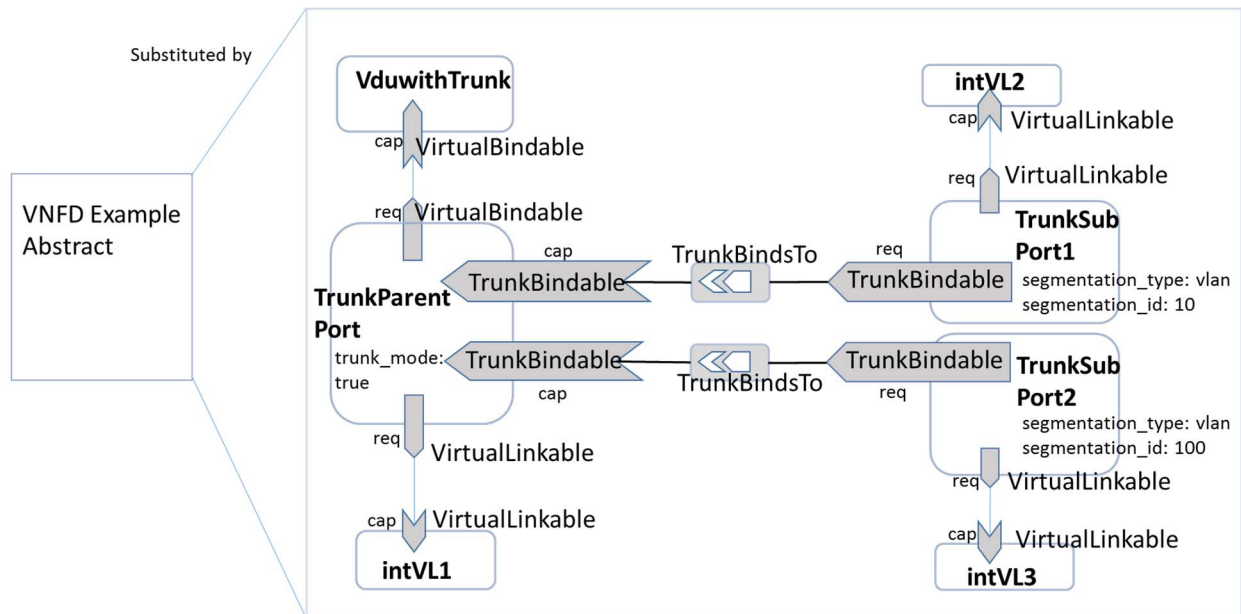 Substituted by
VNFD Example
Abstract
VduwithTrunk
cap
VirtualBindable
req
VirtualBindable
TrunkParent
Port
trunk_mode:
true
cap
TrunkBindable
TrunkBindsTo
req
TrunkBindable
TrunkBindable
cap
TrunkBindsTo
TrunkBindable
req
req
VirtualLinkable
cap
VirtualLinkable
intVL1
intVL2
cap
VirtualLinkable
req
VirtualLinkable
TrunkSub
Port1
segmentation_type: vlan
segmentation_id: 10
TrunkSub
Port2
segmentation_type: vlan
segmentation_id: 100
req
VirtualLinkable
cap
VirtualLinkable
intVL3